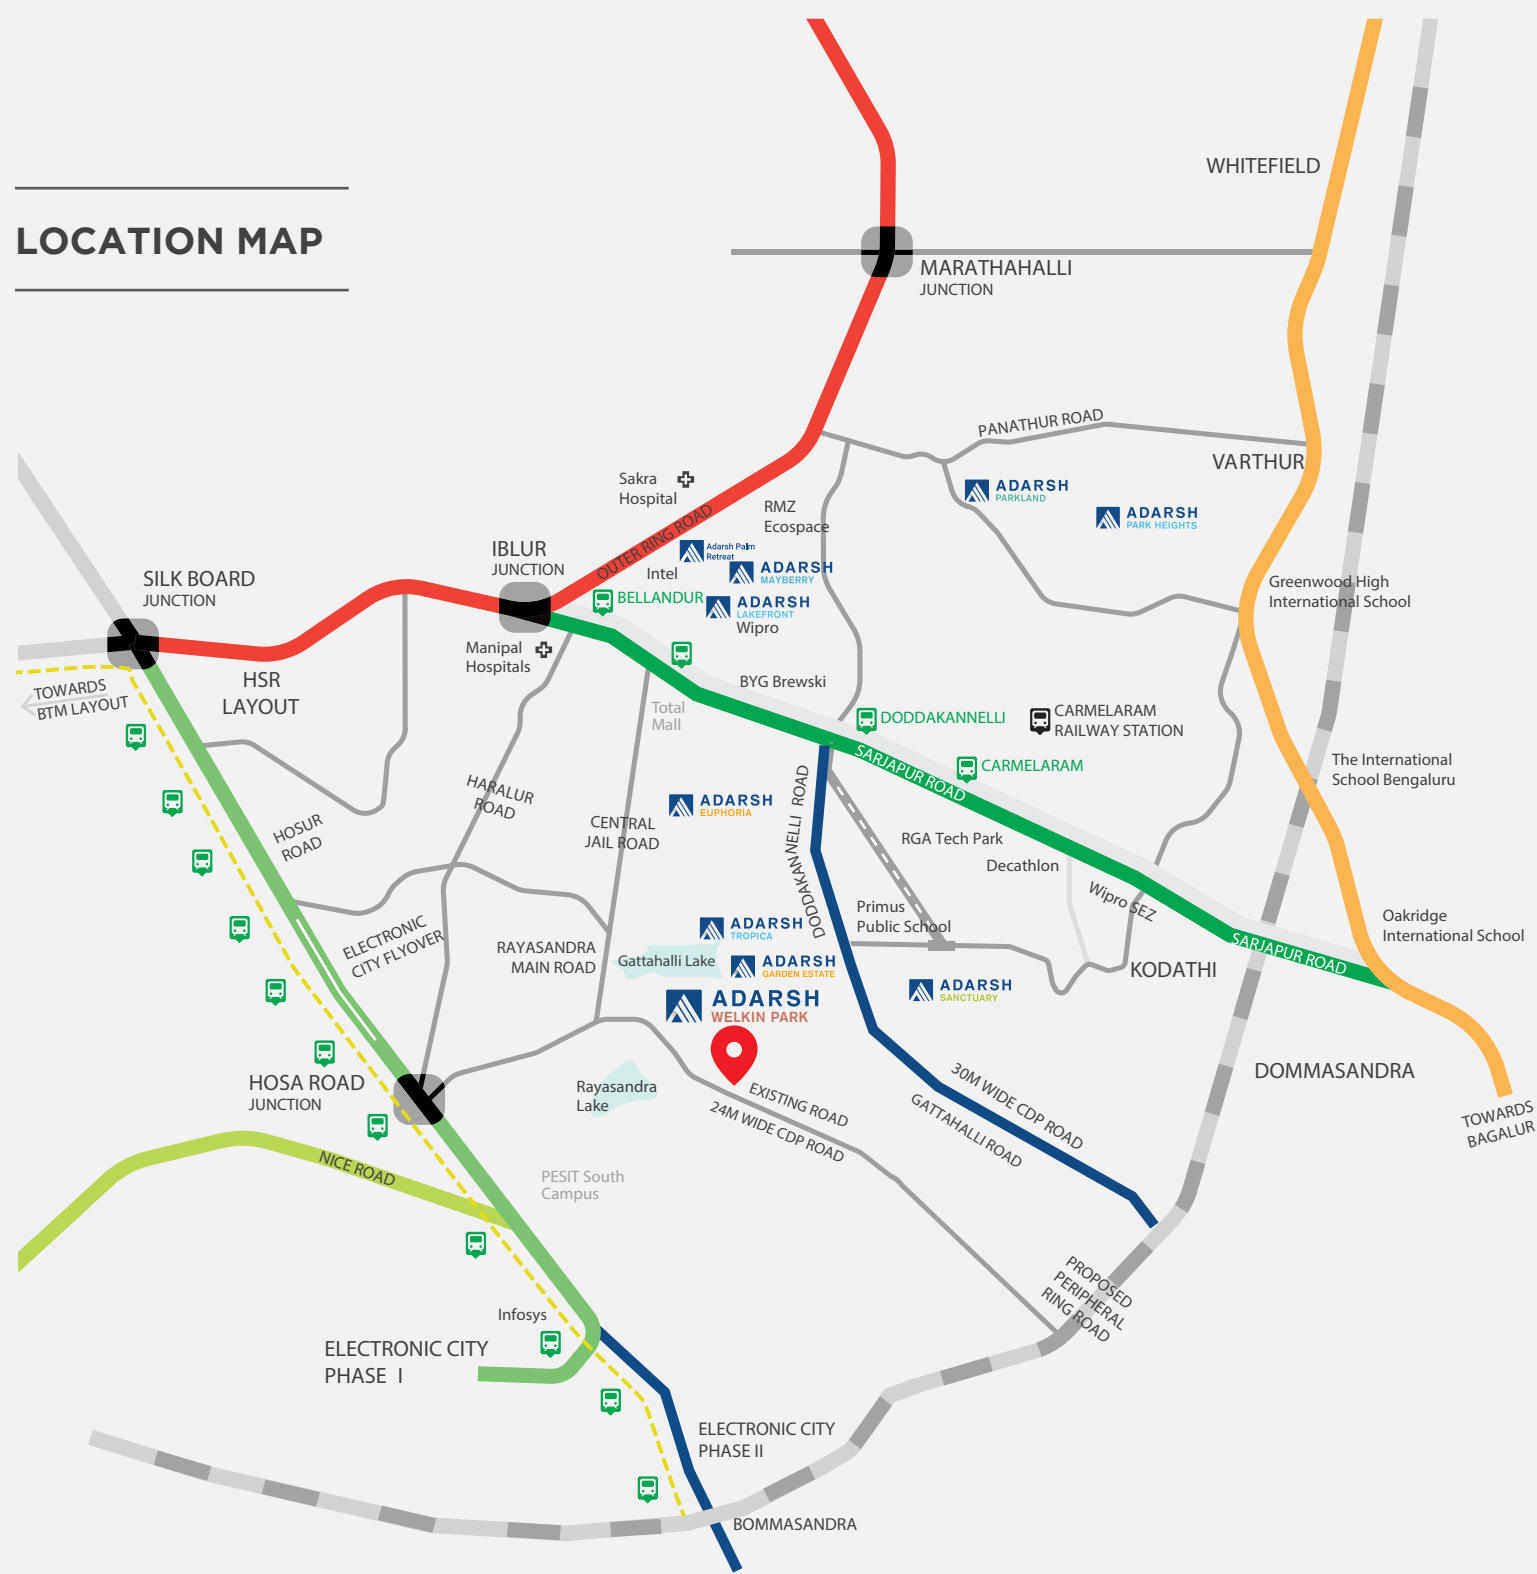 WHITEFIELD
LOCATION MAP
MARATHAHALLI
JUNCTION
PANATHUR ROAD
VARTHUR
Sakra
Hospital
ADARSH
PARKLAND
RMZ
Ecospace
ADARSH
PARK HEIGHTS
OUTER RING ROAD
IBLUR
JUNCTION
Adarsh Palm
Retreat
Intel
ADARSH
MAYBERRY
SILK BOARD
JUNCTION
Greenwood High
International School
BELLANDUR
ADARSH
LAKEFRONT
Wipro
Manipal
Hospitals
HSR
LAYOUT
TOWARDS
BTM LAYOUT
BYG Brewski
Total
Mall
DODDAKANNELLI
CARMELARAM
RAILWAY STATION
CARMELARAM
SARJAPUR ROAD
The International
School Bengaluru
HARALUR
ROAD
ADARSH
EUPHORIA
DODDAKANNELLI ROAD
HOSUR
ROAD
CENTRAL
JAIL ROAD
RGA Tech Park
Decathlon
Wipro SEZ
Primus
Public School
Oakridge
International School
ELECTRONIC
CITY FLYOVER
ADARSH
TROPICA
RAYASANDRA
MAIN ROAD
Gattahalli Lake
ADARSH
GARDEN ESTATE
SARJAPUR ROAD
KODATHI
ADARSH
SANCTUARY
ADARSH
WELKIN PARK
DOMMASANDRA
HOSA ROAD
JUNCTION
Rayasandra
Lake
EXISTING ROAD
24M WIDE CDP ROAD
30M WIDE CDP ROAD
GATTAHALLI ROAD
TOWARDS
BAGALUR
NICE ROAD
PESIT South
Campus
PROPOSED
PERIPHERAL
RING ROAD
Infosys
ELECTRONIC CITY
PHASE I
ELECTRONIC CITY
PHASE II
BOMMASANDRA